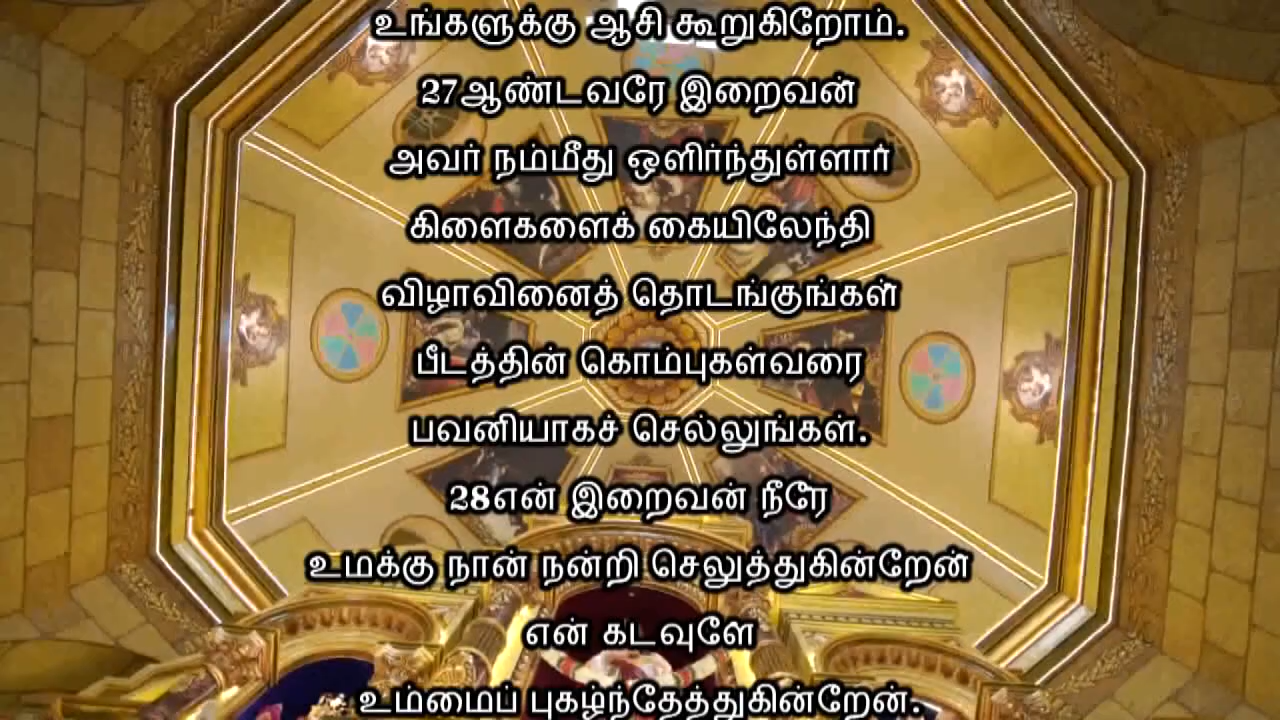 உங்களுக்கு ஆசி கூறுகிறோம்.
27ஆண்டவரே இறைவன்
அவர் நம்மீது ஒளிர்ந்துள்ளார்
கிளைகளைக் கையிலேந்தி
விழாவினைத் தொடங்குங்கள்
பீடத்தின் கொம்புகள்வரை
பவனியாகச் செல்லுங்கள்.
28என் இறைவன் நீரே
உமக்கு நான் நன்றி செலுத்துகின்றேன்
என் கடவுளே
உம்மைப் புகழ்ந்தேத்துகின்றேன்.